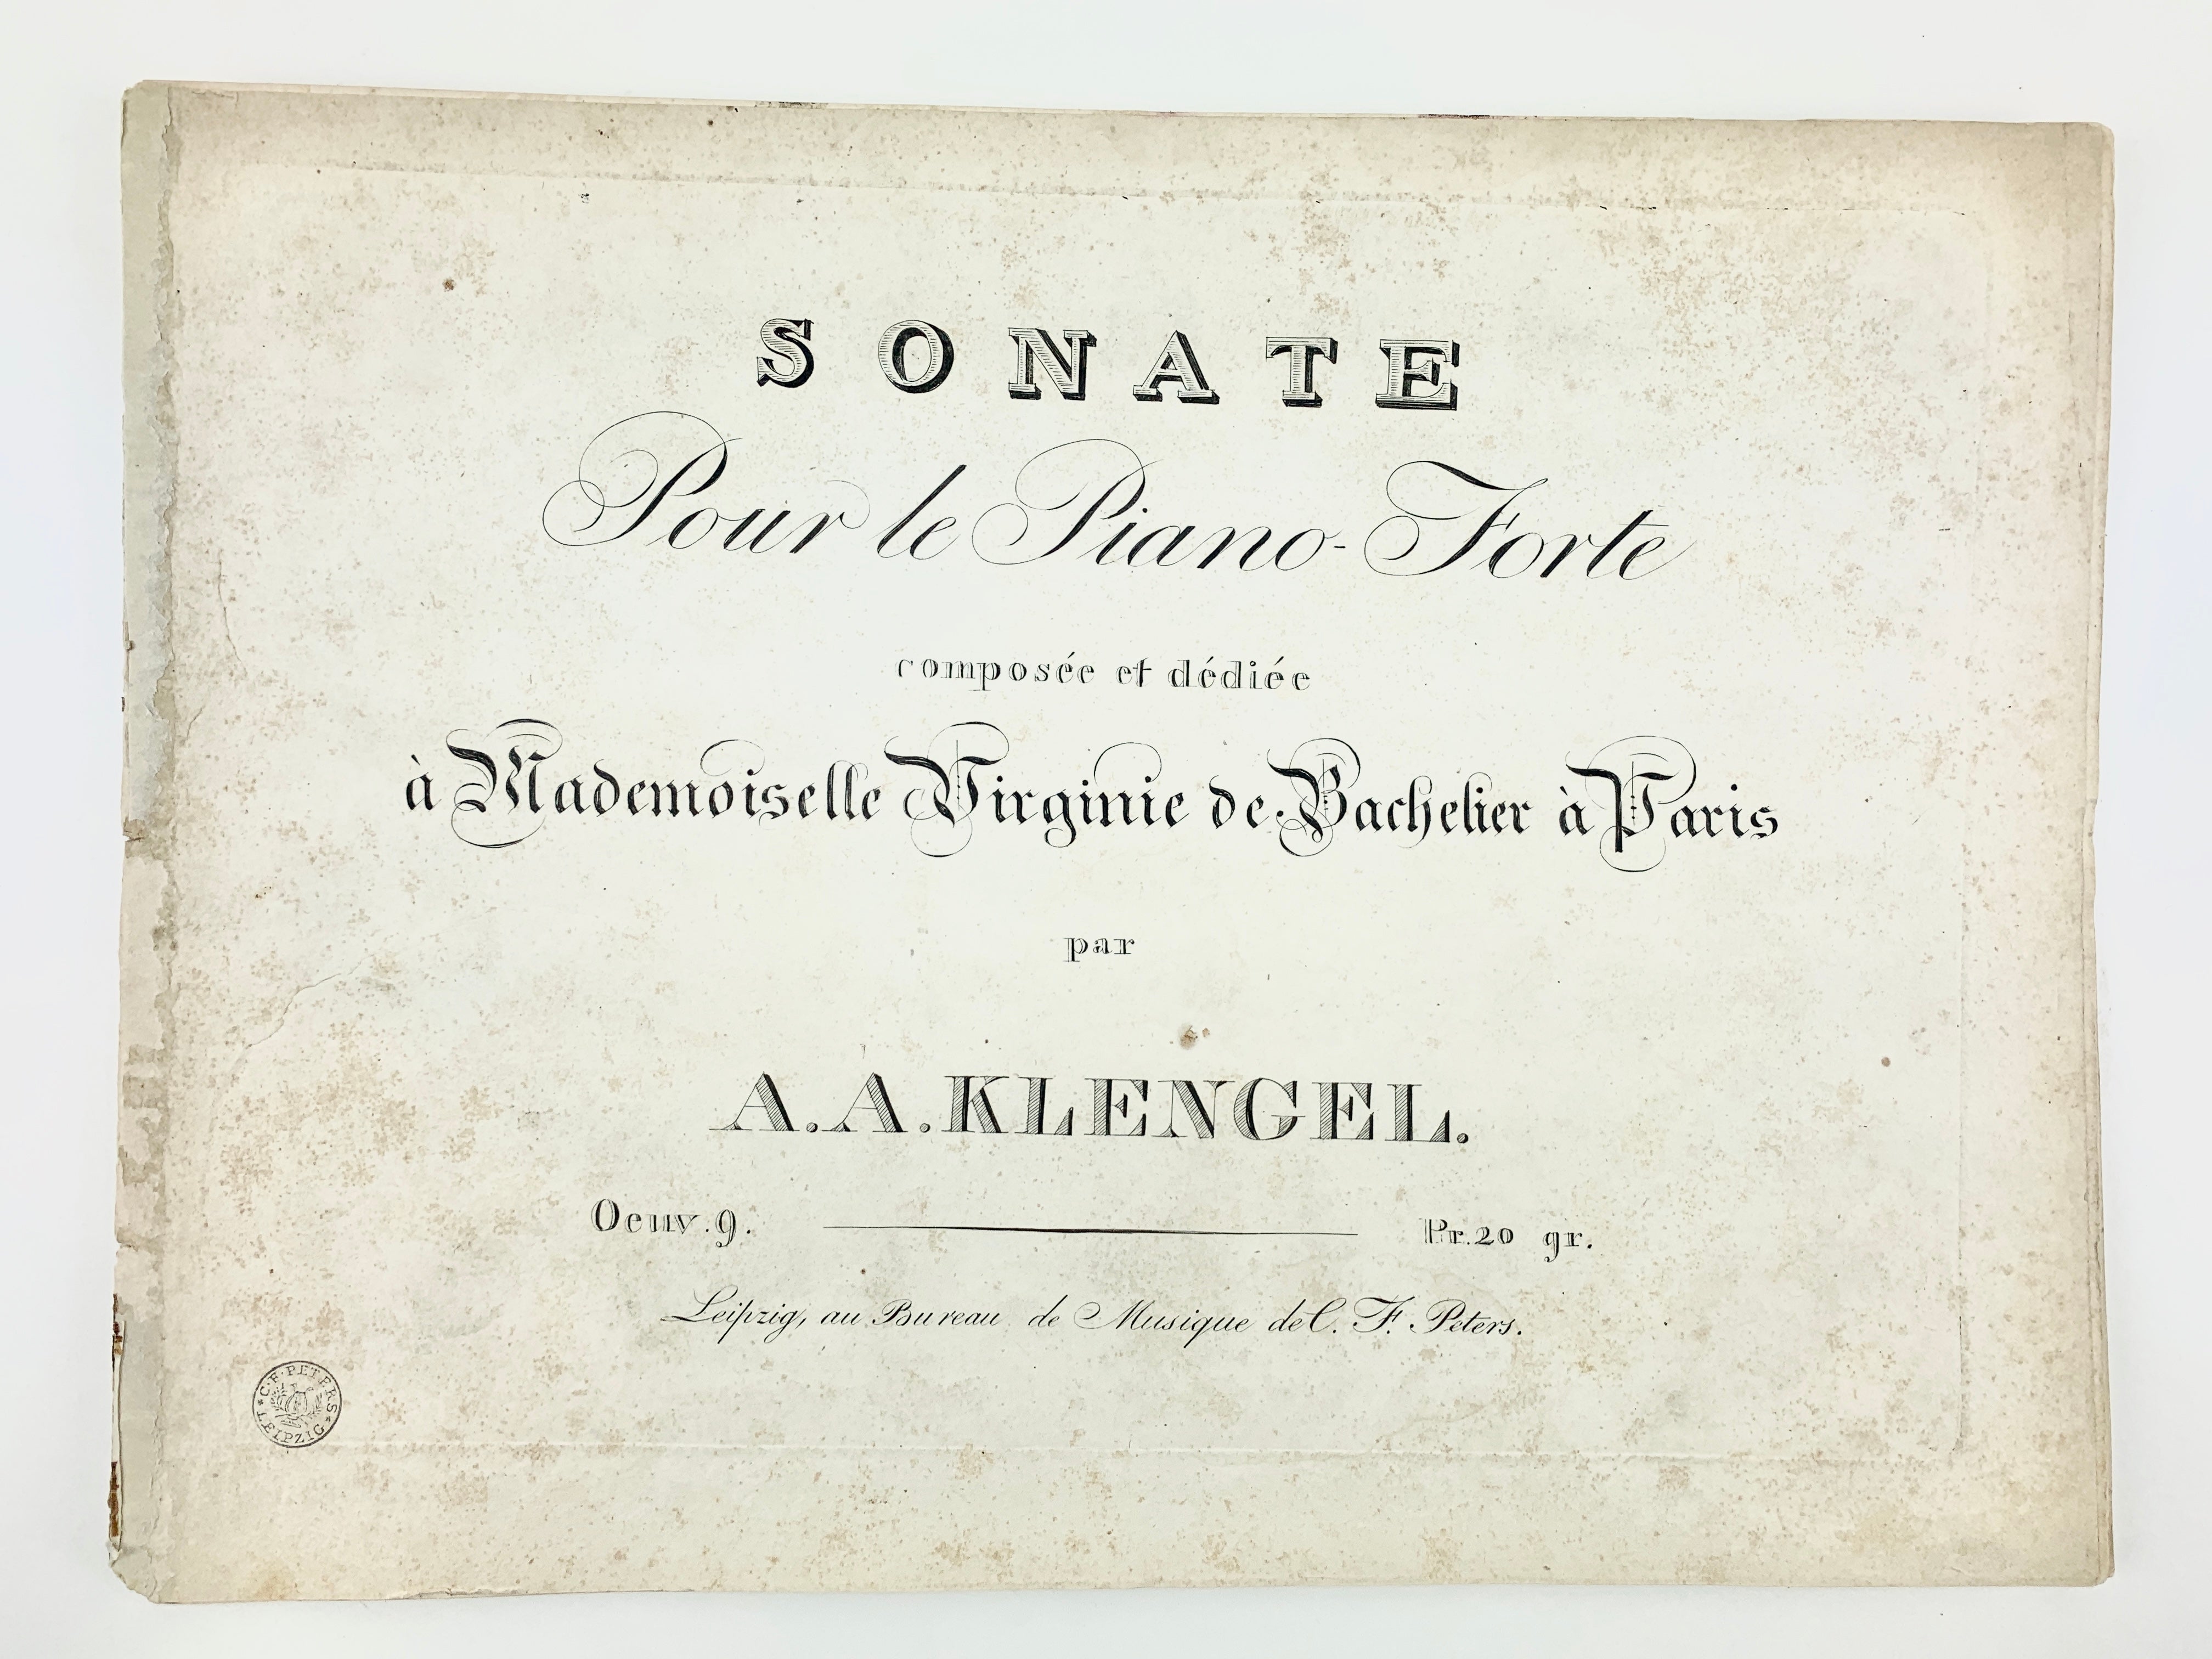 SONATE
Pour le Piano-Forte
composée et dédiée
à Mademoiselle Virginie de Bachelier à Paris
par
A. A. KLENGEL.
Oeuv. 9. Pr. 20 gr.
Leipzig, au Bureau de Musique de C. F. Peters.
C. F. PETERS * LEIPZIG *